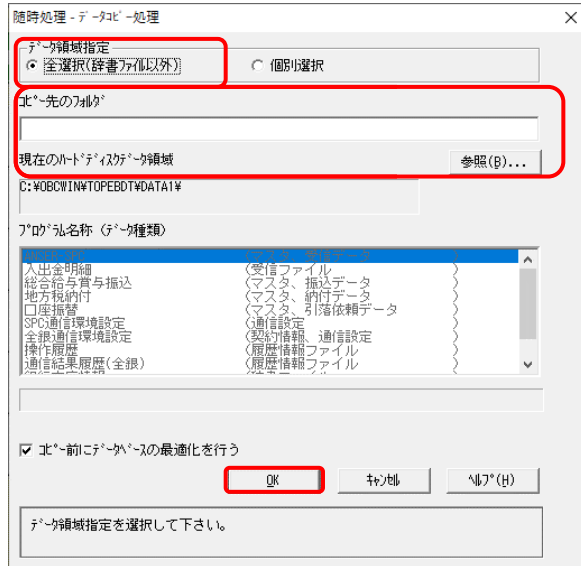 随時処理 - ﾃﾞｰﾀｺﾋﾟｰ処理
ﾃﾞｰﾀ領域指定
全選択(辞書ﾌｧｲﾙ以外) 個別選択
ｺﾋﾟｰ先のﾌｫﾙﾀﾞ
現在のﾊｰﾄﾞﾃﾞｨｽｸﾃﾞｰﾀ領域 参照(B)...
C:¥OBCWIN¥TOPEBDT¥DATA1¥
ﾌﾟﾛｸﾞﾗﾑ名称 (ﾃﾞｰﾀ種類)
入出金明細 (受信ファイル )
総合給与賞与振込 (マスタ、振込データ )
地方税納付 (マスタ、納付データ )
口座振替 (マスタ、引落依頼データ )
SPC通信環境設定 (通信設定 )
全銀通信環境設定 (契約情報、通信設定 )
操作履歴 (履歴情報ファイル )
通信結果履歴(全銀) (履歴情報ファイル )
ｺﾋﾟｰ前にﾃﾞｰﾀﾍﾞｰｽの最適化を行う
OK ｷｬﾝｾﾙ ﾍﾙﾌﾟ(H)
ﾃﾞｰﾀ領域指定を選択して下さい。